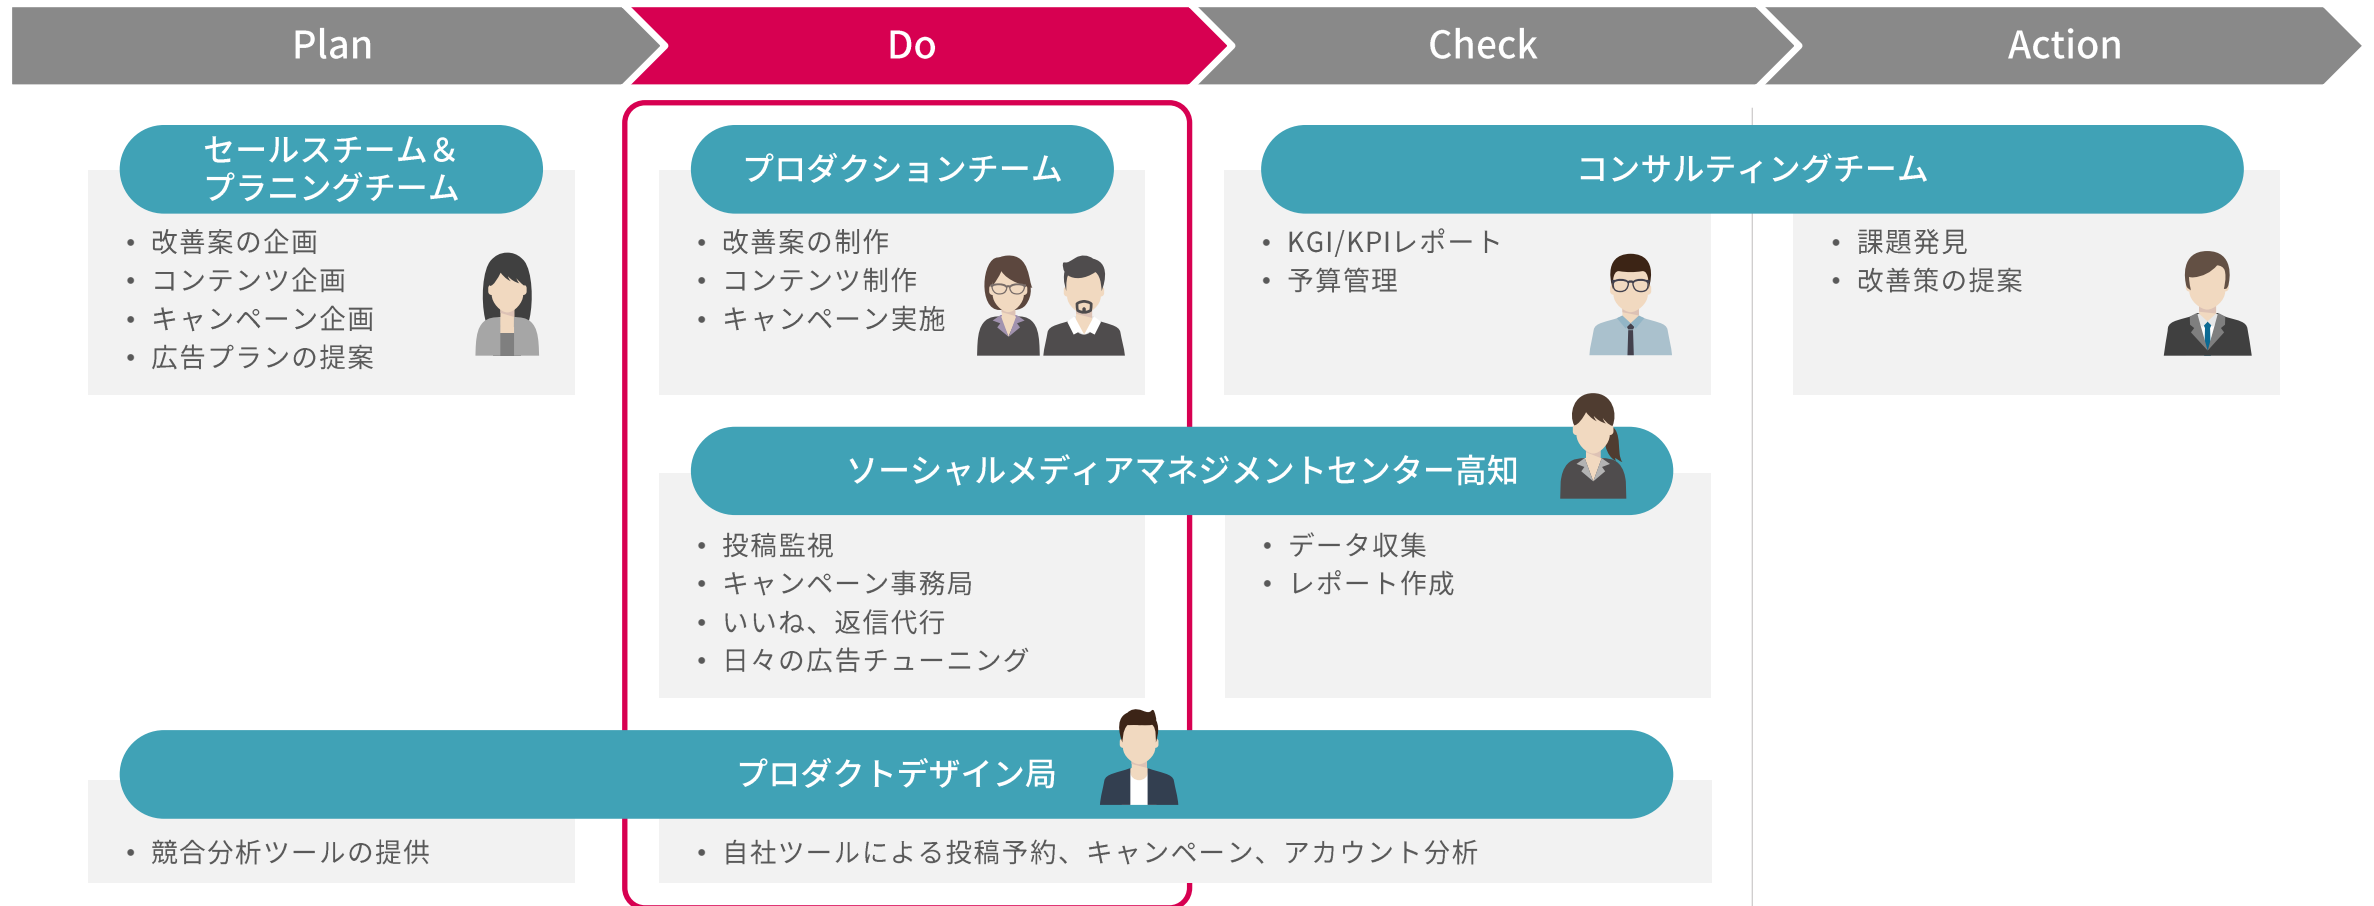 Plan
Do
Check
Action
セールスチーム&
プラニングチーム
• 改善案の企画
• コンテンツ企画
• キャンペーン企画
• 広告プランの提案
プロダクションチーム
• 改善案の制作
• コンテンツ制作
• キャンペーン実施
コンサルティングチーム
• KGI/KPIレポート
• 予算管理
• 課題発見
• 改善策の提案
ソーシャルメディアマネジメントセンター高知
• 投稿監視
• キャンペーン事務局
• いいね、返信代行
• 日々の広告チューニング
• データ収集
• レポート作成
プロダクトデザイン局
• 競合分析ツールの提供
• 自社ツールによる投稿予約、キャンペーン、アカウント分析